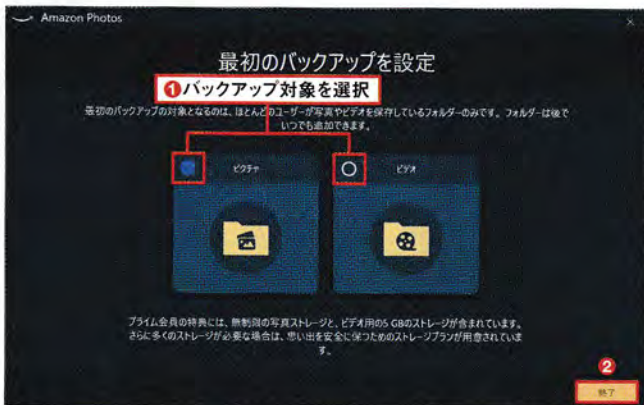 Amazon Photos
最初のバックアップを設定
❶バックアップ対象を選択
最初のバックアップの対象となるのは、ほとんどのユーザーが写真やビデオを保存しているフォルダーのみです。フォルダーは後で
いつでも追加できます。
ピクチャ
ビデオ
プライム会員の特典には、無制限の写真ストレージと、ビデオ用の5 GBのストレージが含まれています。
さらに多くのストレージが必要な場合は、思い出を安全に保つためのストレージプランが用意されていま
す。
❷
終了